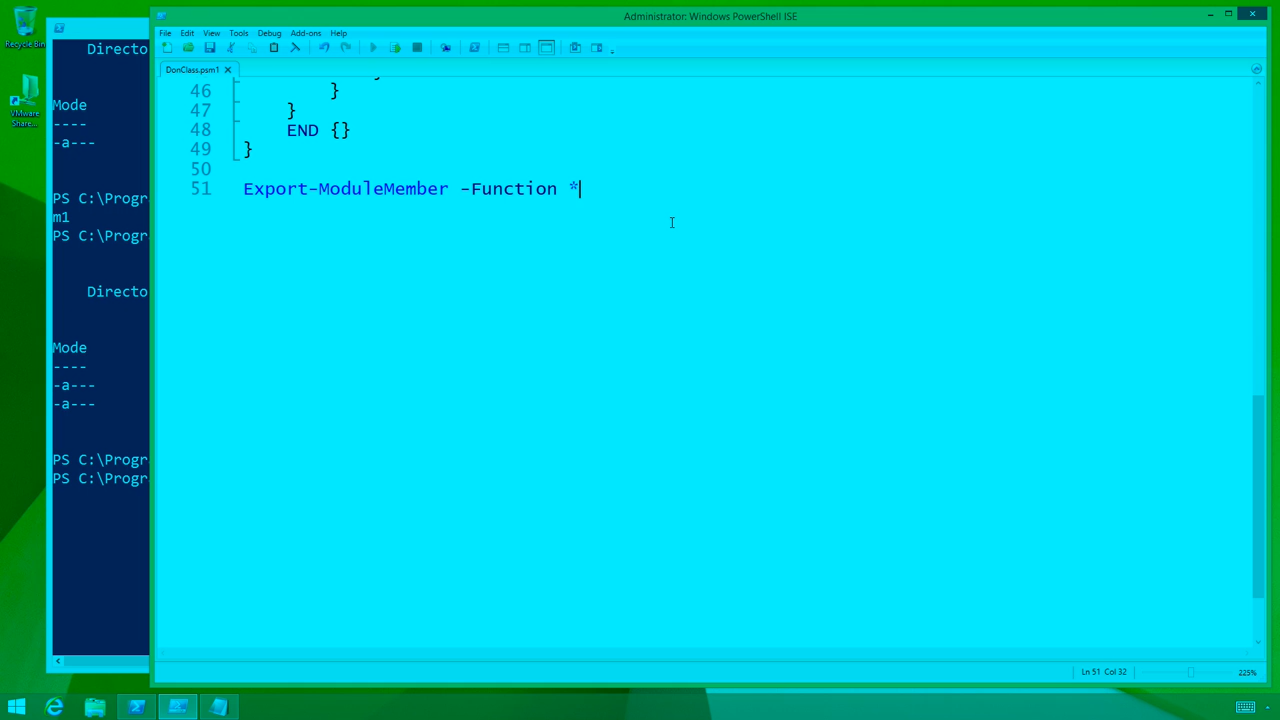 Administrator: Windows PowerShell ISE
File Edit View Tools Debug Add-ons Help
DonClass.psm1
46 }
47 }
48 END {}
49 }
50
51 Export-ModuleMember -Function *
Ln 51 Col 32
225%
Recycle Bin
VMware
Share...
Directo
Mode
----
-a---
PS C:\Progr
m1
PS C:\Progr
Directo
Mode
----
-a---
-a---
PS C:\Progr
PS C:\Progr